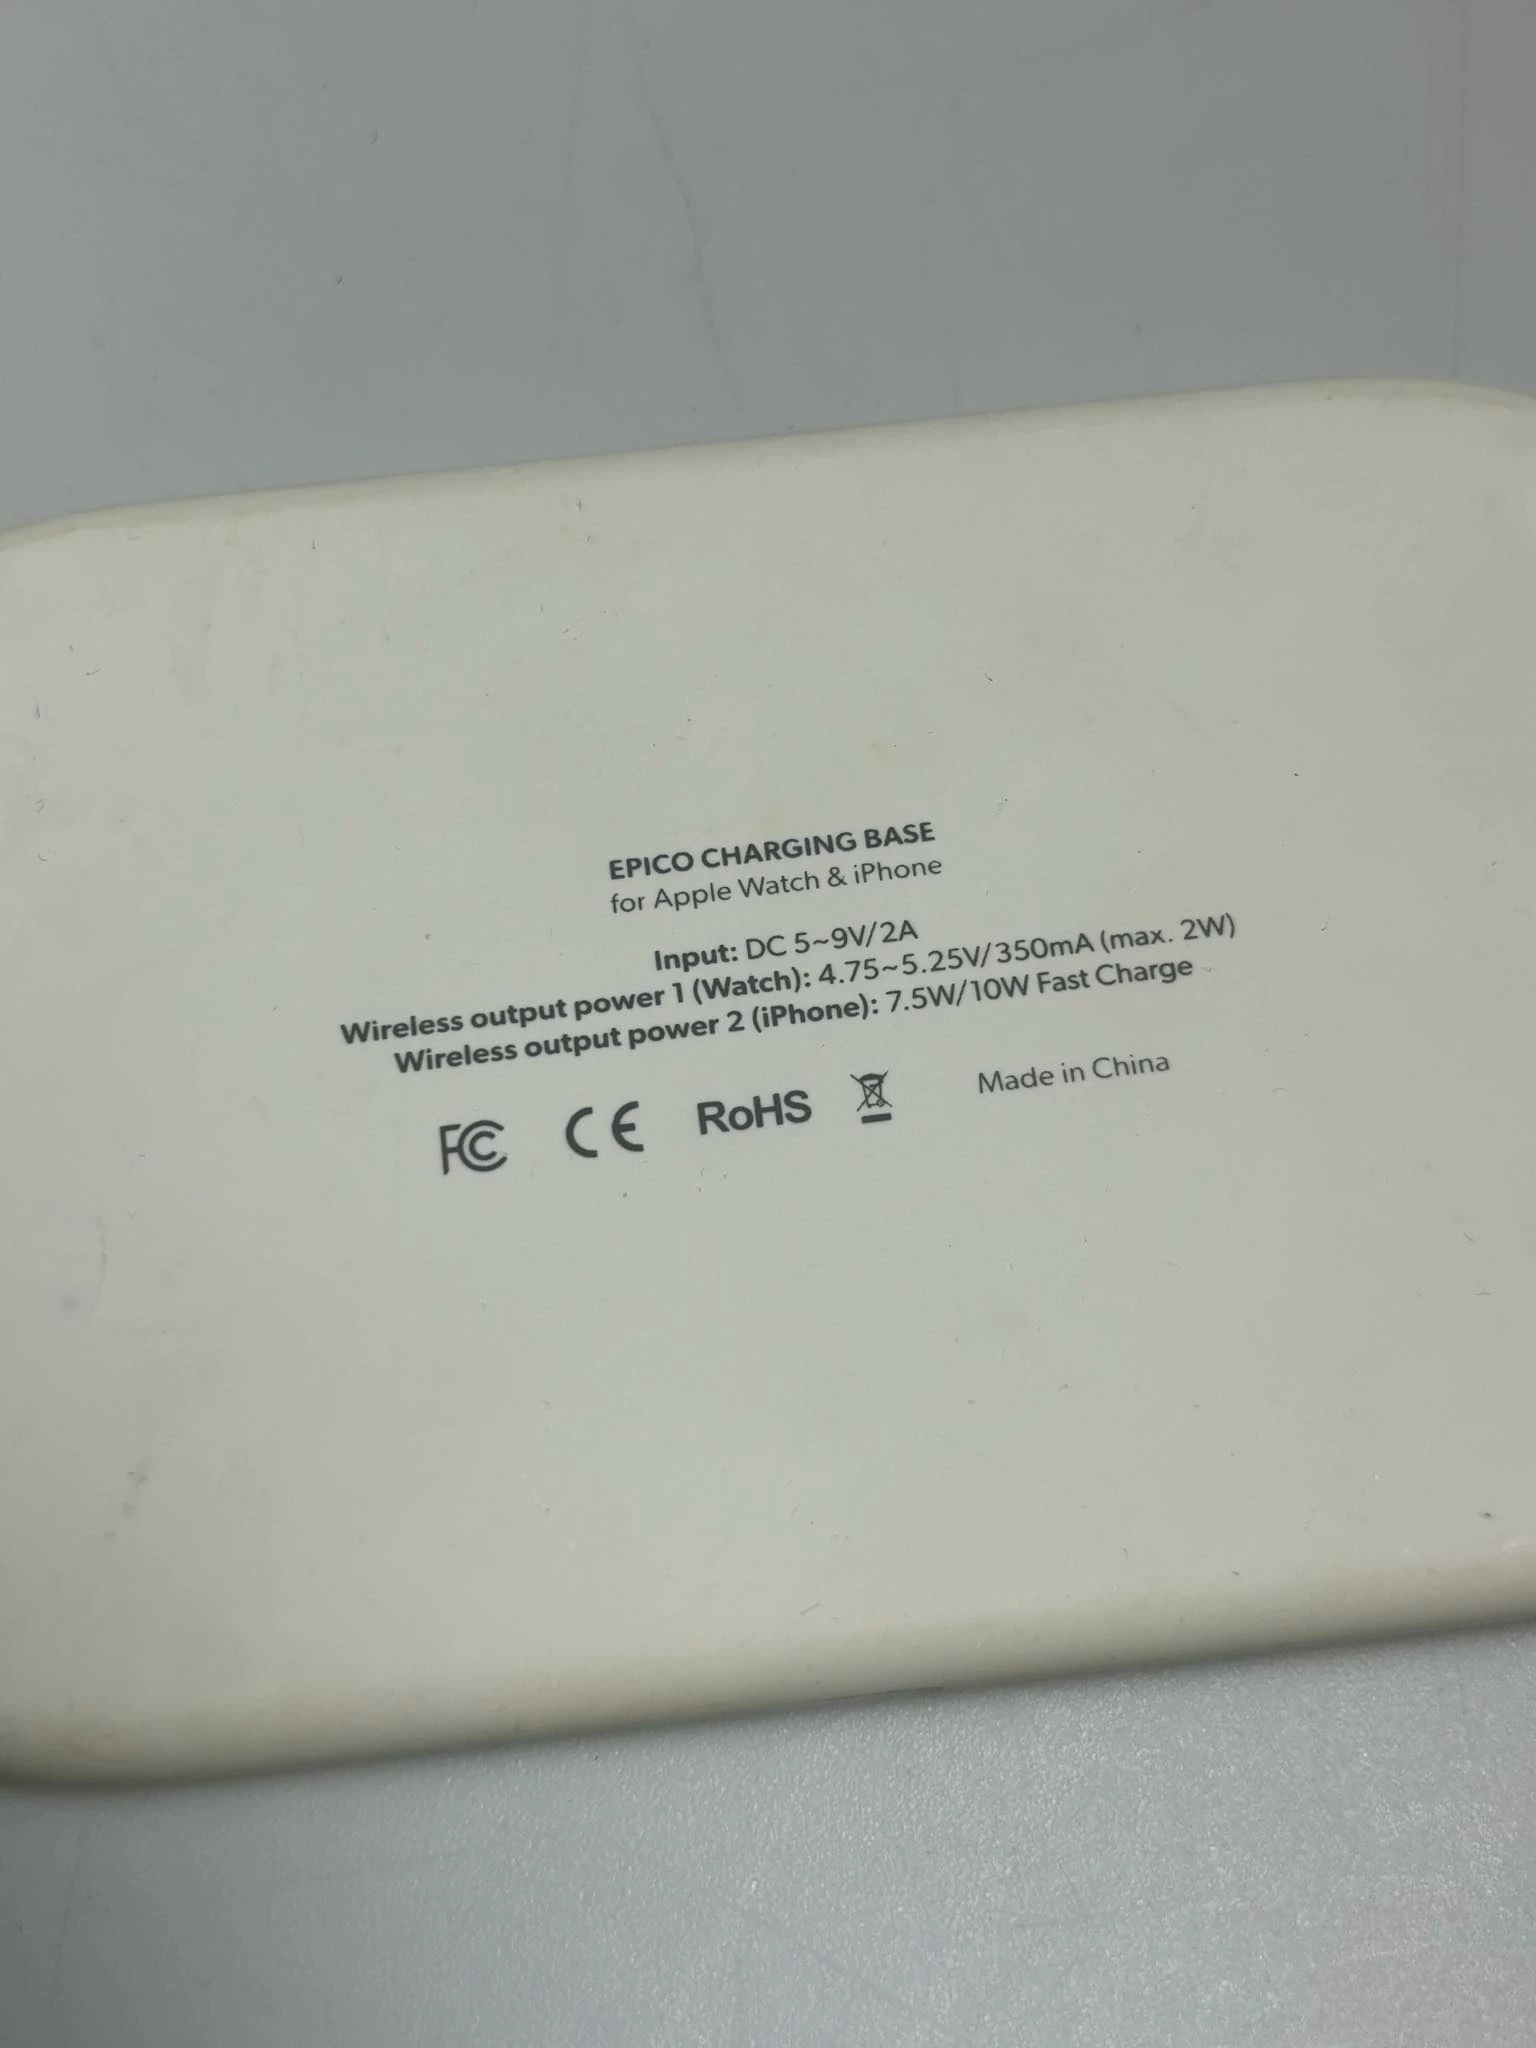 EPICO CHARGING BASE
for Apple Watch & iPhone
Input: DC 5~9V/2A
Wireless output power 1 (Watch): 4.75~5.25V/350mA (max. 2W)
Wireless output power 2 (iPhone): 7.5W/10W Fast Charge
FC CE RoHS Made in China